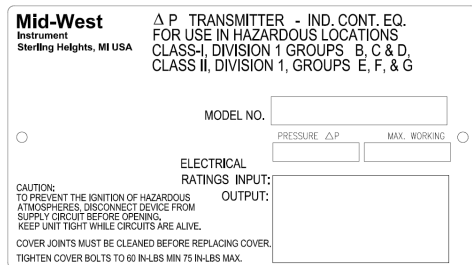 Mid-West
Instrument
Sterling Heights, MI USA
Δ P TRANSMITTER - IND. CONT. EQ.
FOR USE IN HAZARDOUS LOCATIONS
CLASS-I, DIVISION 1 GROUPS B, C & D,
CLASS II, DIVISION 1, GROUPS E, F, & G
MODEL NO.
PRESSURE △P
MAX. WORKING
ELECTRICAL
RATINGS INPUT:
OUTPUT:
CAUTION:
TO PREVENT THE IGNITION OF HAZARDOUS
ATMOSPHERES, DISCONNECT DEVICE FROM
SUPPLY CIRCUIT BEFORE OPENING.
KEEP UNIT TIGHT WHILE CIRCUITS ARE ALIVE.
COVER JOINTS MUST BE CLEANED BEFORE REPLACING COVER.
TIGHTEN COVER BOLTS TO 60 IN-LBS MIN 75 IN-LBS MAX.